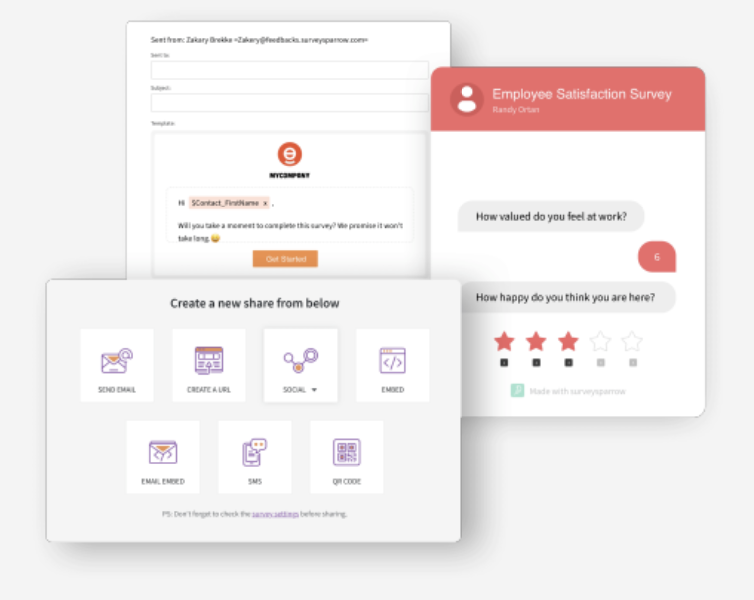 Sent from: Zakary Brekke <Zakery@feedbacks.surveysparrow.com>
Sent to:
Subject:
Template:
MYCOMPANY
Hi $Contact_FirstName x ,
Will you take a moment to complete this survey? We promise it won't
take long. 😄
Get Started
Employee Satisfaction Survey
Randy Ortan
How valued do you feel at work?
6
How happy do you think you are here?
Made with surveysparrow
Create a new share from below
SEND EMAIL
CREATE A URL
SOCIAL
EMBED
EMAIL EMBED
SMS
QR CODE
PS: Don't forget to check the survey settings before sharing.